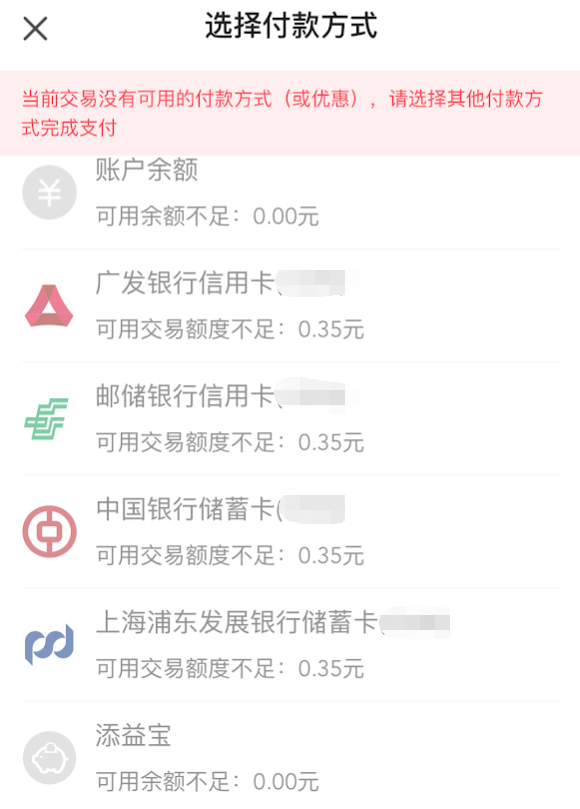 选择付款方式
当前交易没有可用的付款方式（或优惠），请选择其他付款方
式完成支付
账户余额
可用余额不足：0.00元
广发银行信用卡(
可用交易额度不足：0.35元
邮储银行信用卡(
可用交易额度不足：0.35元
中国银行储蓄卡(
可用交易额度不足：0.35元
上海浦东发展银行储蓄卡(
可用交易额度不足：0.35元
添益宝
可用余额不足：0.00元